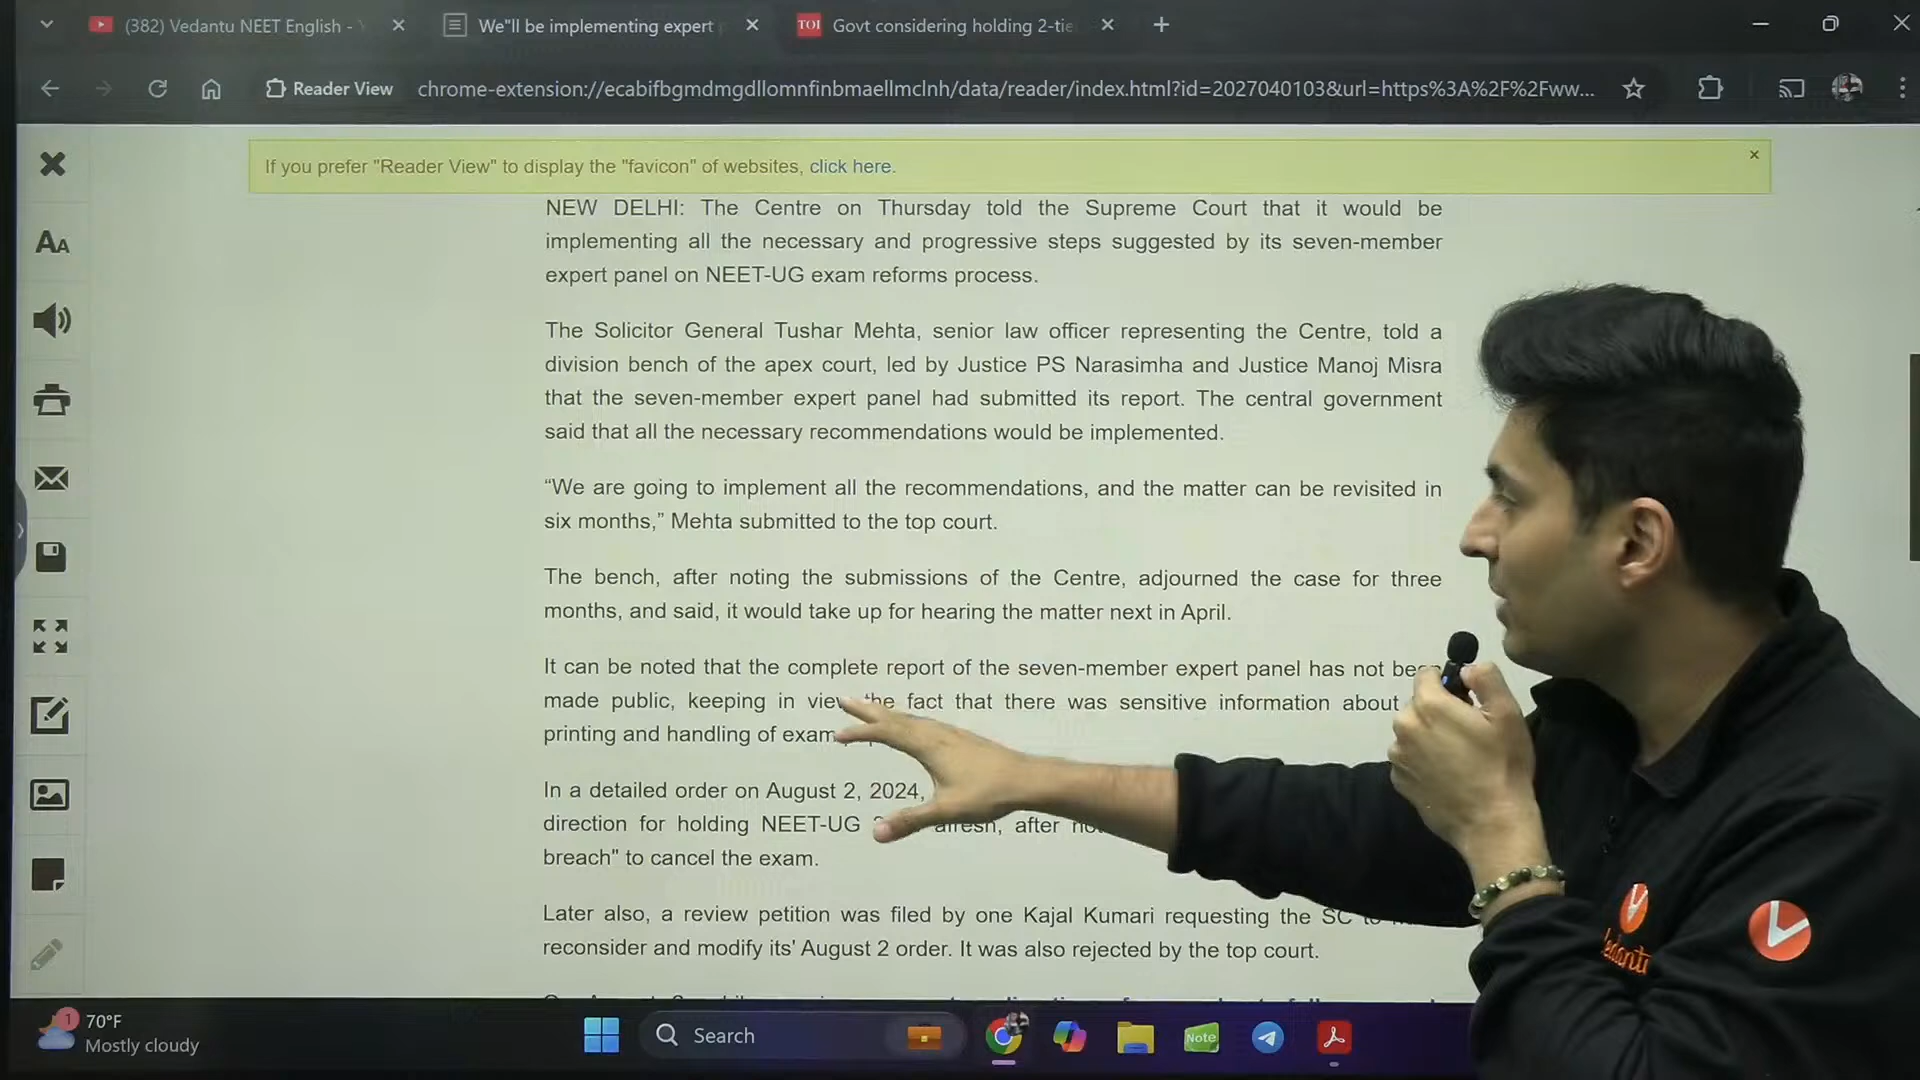 (382) Vedantu NEET English -
We"ll be implementing expert
TOI
Govt considering holding 2-tie
Reader View
chrome-extension://ecabifbgmdmgdllomnfinbmaellmclnh/data/reader/index.html?id=2027040103&url=https%3A%2F%2Fww...
If you prefer "Reader View" to display the "favicon" of websites, click here.
NEW DELHI: The Centre on Thursday told the Supreme Court that it would be
implementing all the necessary and progressive steps suggested by its seven-member
expert panel on NEET-UG exam reforms process.
The Solicitor General Tushar Mehta, senior law officer representing the Centre, told a
division bench of the apex court, led by Justice PS Narasimha and Justice Manoj Misra
that the seven-member expert panel had submitted its report. The central government
said that all the necessary recommendations would be implemented.
“We are going to implement all the recommendations, and the matter can be revisited in
six months,” Mehta submitted to the top court.
The bench, after noting the submissions of the Centre, adjourned the case for three
months, and said, it would take up for hearing the matter next in April.
It can be noted that the complete report of the seven-member expert panel has not been
made public, keeping in view the fact that there was sensitive information about
printing and handling of exam
In a detailed order on August 2, 2024,
direction for holding NEET-UG afresh, after
breach" to cancel the exam.
Later also, a review petition was filed by one Kajal Kumari requesting the SC to
reconsider and modify its' August 2 order. It was also rejected by the top court.
1
70°F
Mostly cloudy
Search
Note
Vedantu